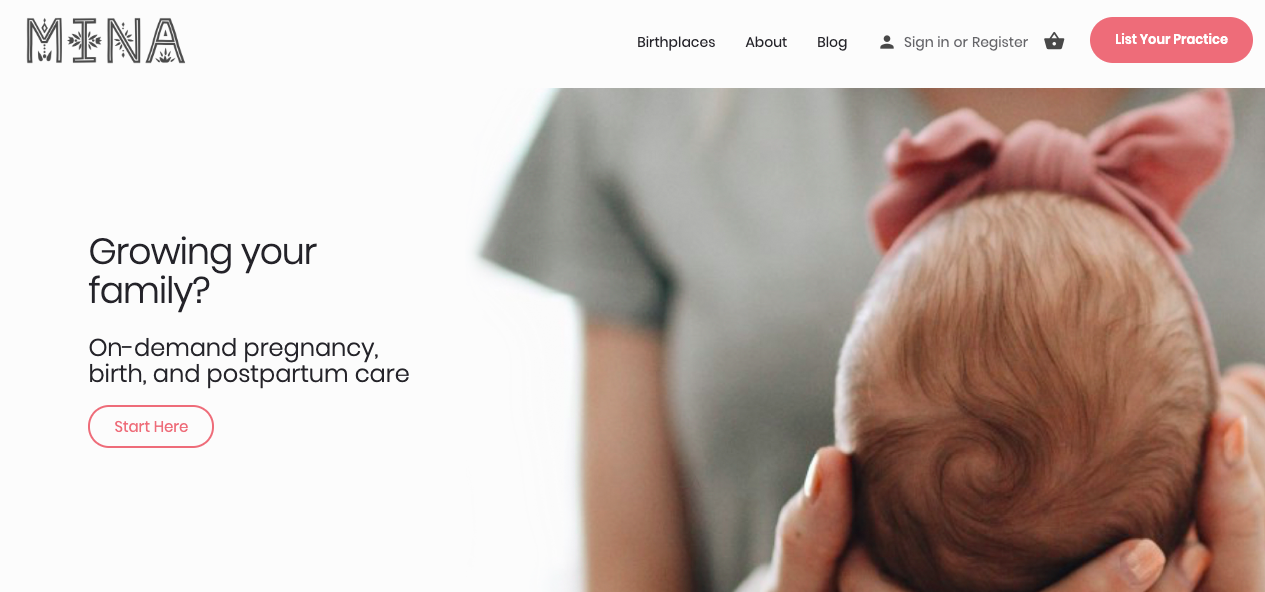 MINA
Birthplaces About Blog Sign in or Register List Your Practice
Growing your
family?
On-demand pregnancy,
birth, and postpartum care
Start Here